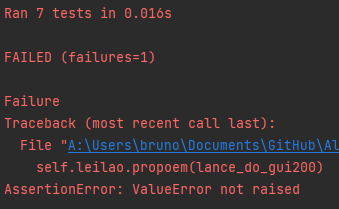 Ran 7 tests in 0.016s
FAILED (failures=1)
Failure
Traceback (most recent call last):
File "A:\Users\bruno\Documents\GitHub\Al
self.leilao.propoem(lance_do_gui200)
AssertionError: ValueError not raised